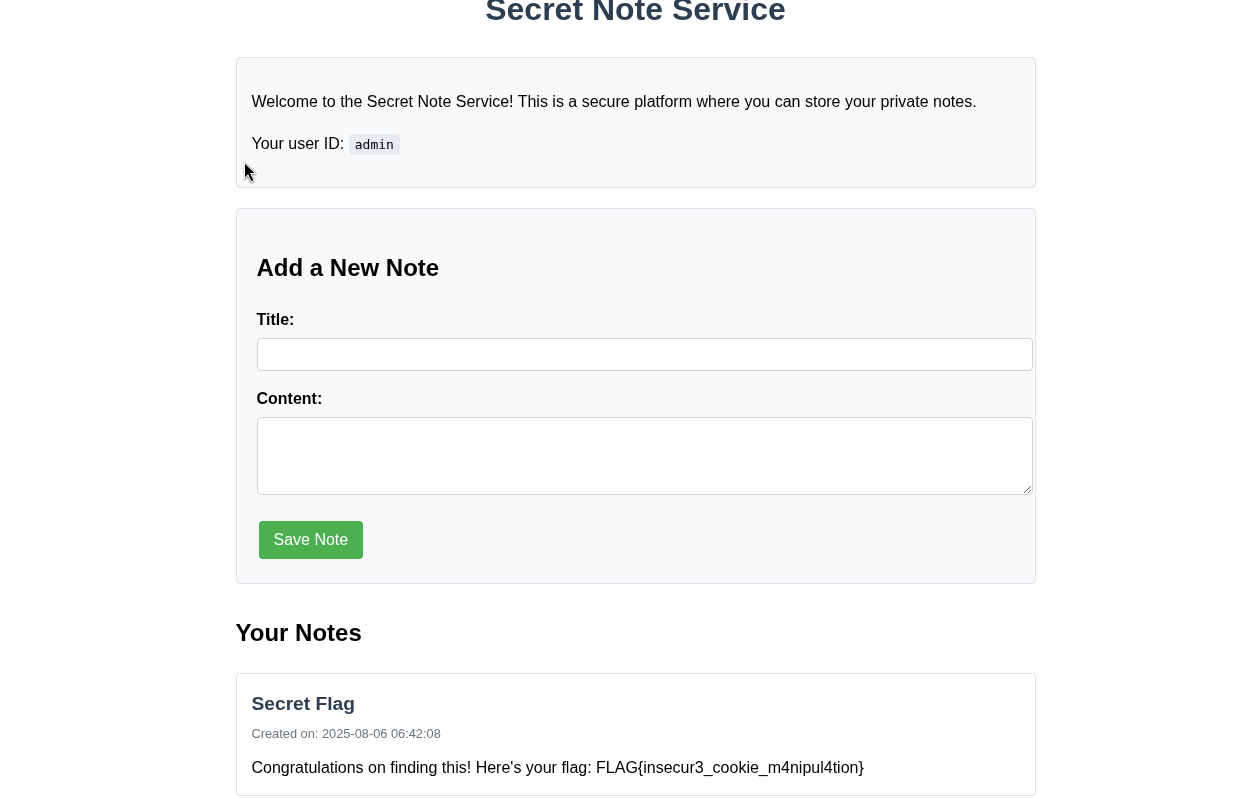 Secret Note Service
Welcome to the Secret Note Service! This is a secure platform where you can store your private notes.
Your user ID: admin
Add a New Note
Title:
Content:
Save Note
Your Notes
Secret Flag
Created on: 2025-08-06 06:42:08
Congratulations on finding this! Here's your flag: FLAG{insecur3_cookie_m4nipul4tion}